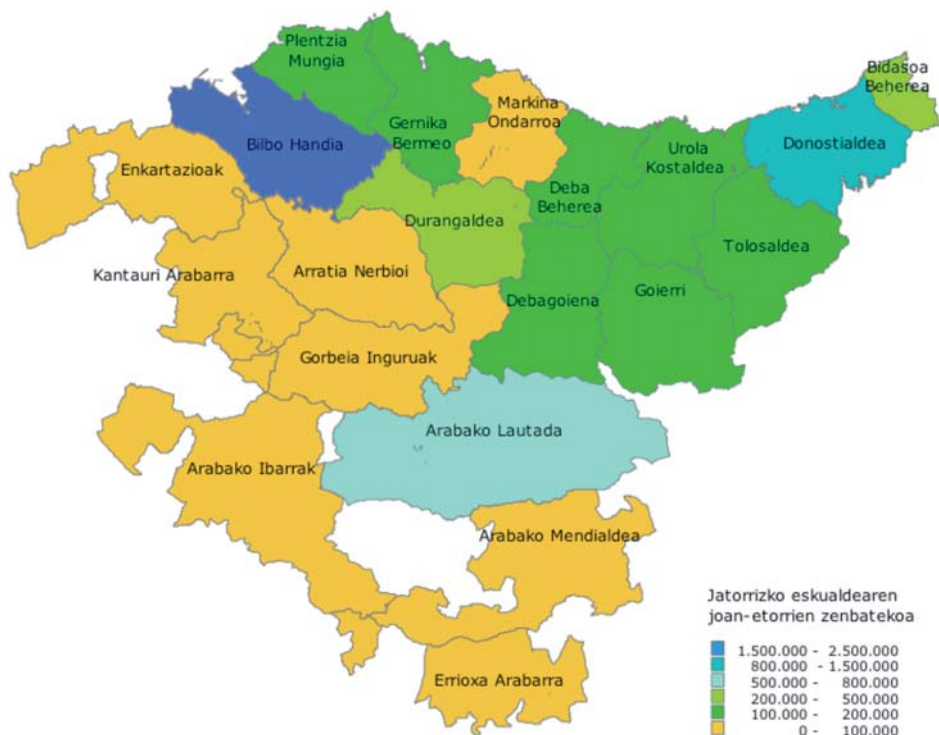 Plentzia
Mungia
Bidasoa
Beherea
Markina
Ondarroa
Gernika
Bermeo
Bilbo Handia
Urola
Kostaldea
Donostialdea
Enkartazioak
Deba
Beherea
Durangaldea
Tolosaldea
Kantauri Arabarra
Arratia Nerbioi
Debagoiena
Goierri
Gorbeia Inguruak
Arabako Lautada
Arabako Ibarrak
Arabako Mendialdea
Errioxa Arabarra
Jatorrizko eskualdearen
joan-etorrien zenbatekoa
1.500.000 - 2.500.000
800.000 - 1.500.000
500.000 - 800.000
200.000 - 500.000
100.000 - 200.000
0 - 100.000